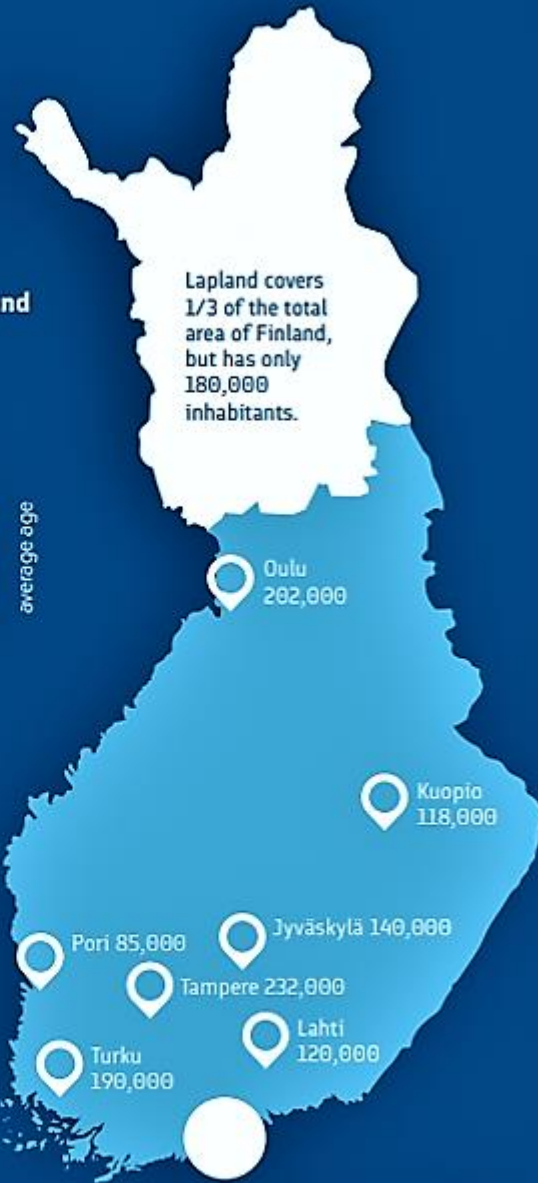 nd
Lapland covers
1/3 of the total
area of Finland,
but has only
180,000
inhabitants.
average age
Oulu
202,000
Kuopio
118,000
Jyväskylä 140,000
Pori 85,000
Tampere 232,000
Lahti
120,000
Turku
190,000